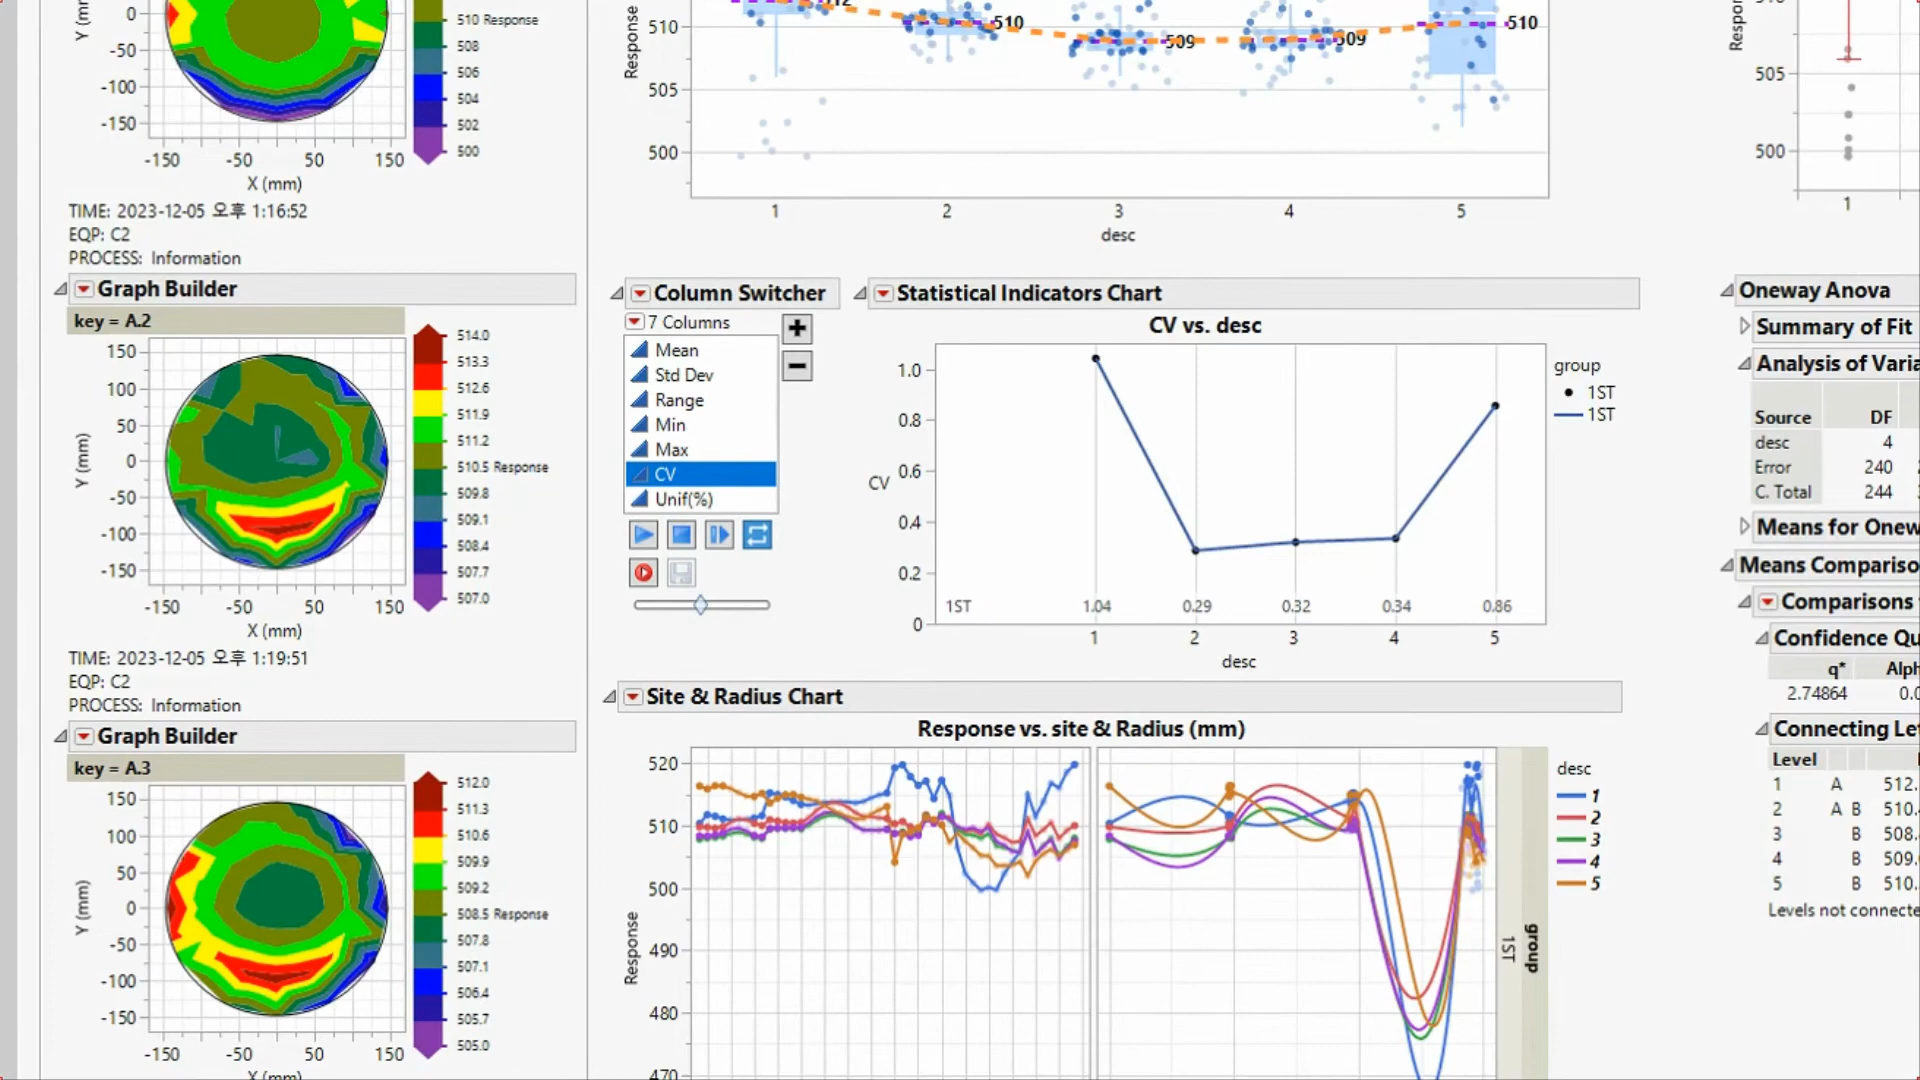 0
-50
-100
-150
-150 -50 50 150
X (mm)
Y (m
510 Response
508
506
504
502
500
TIME: 2023-12-05 오후 1:16:52
EQP: C2
PROCESS: Information
Graph Builder
key = A.2
150
100
50
0
-50
-100
-150
-150 -50 50 150
X (mm)
Y (mm)
514.0
513.3
512.6
511.9
511.2
510.5 Response
509.8
509.1
508.4
507.7
507.0
TIME: 2023-12-05 오후 1:19:51
EQP: C2
PROCESS: Information
Graph Builder
key = A.3
150
100
50
0
-50
-100
-150
-150 -50 50 150
X (mm)
Y (mm)
512.0
511.3
510.6
509.9
509.2
508.5 Response
507.8
507.1
506.4
505.7
505.0
Response
510
505
500
510
509
509
510
1 2 3 4 5
desc
Column Switcher
7 Columns
Mean
Std Dev
Range
Min
Max
CV
Unif(%)
Statistical Indicators Chart
CV vs. desc
CV
1.0
0.8
0.6
0.4
0.2
0
1ST 1.04 0.29 0.32 0.34 0.86
1 2 3 4 5
desc
group
1ST
1ST
Site & Radius Chart
Response vs. site & Radius (mm)
Response
520
510
500
490
480
470
1ST
group
desc
1
2
3
4
5
Respon
505
500
1
Oneway Anova
Summary of Fit
Analysis of Varia
Source DF
desc 4
Error 240
C. Total 244
Means for Onew
Means Compariso
Comparisons
Confidence Qu
q* Alph
2.74864 0.0
Connecting Let
Level
1 A 512.
2 A B 510.
3 B 508.
4 B 509.
5 B 510.
Levels not connecte